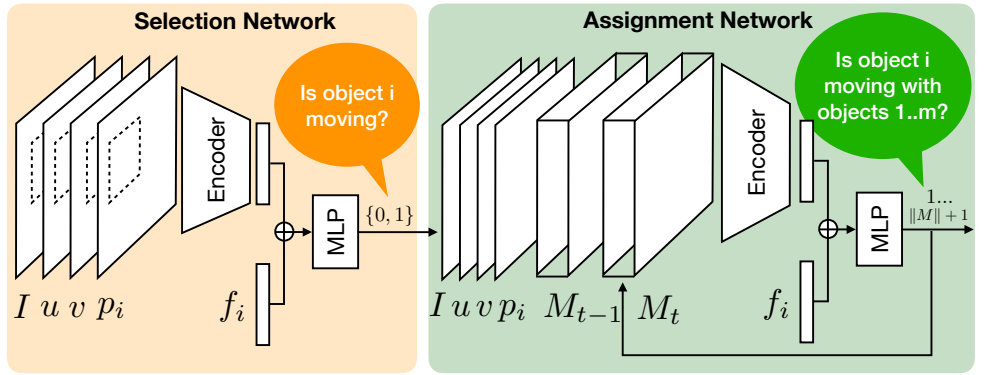 Selection Network
Is object i
moving?
Encoder
MLP
{0, 1}
I u v p_i
f_i
Assignment Network
Is object i
moving with
objects 1..m?
Encoder
MLP
1...
‖M‖ + 1
I u v p_i M_{t−1} M_t
f_i